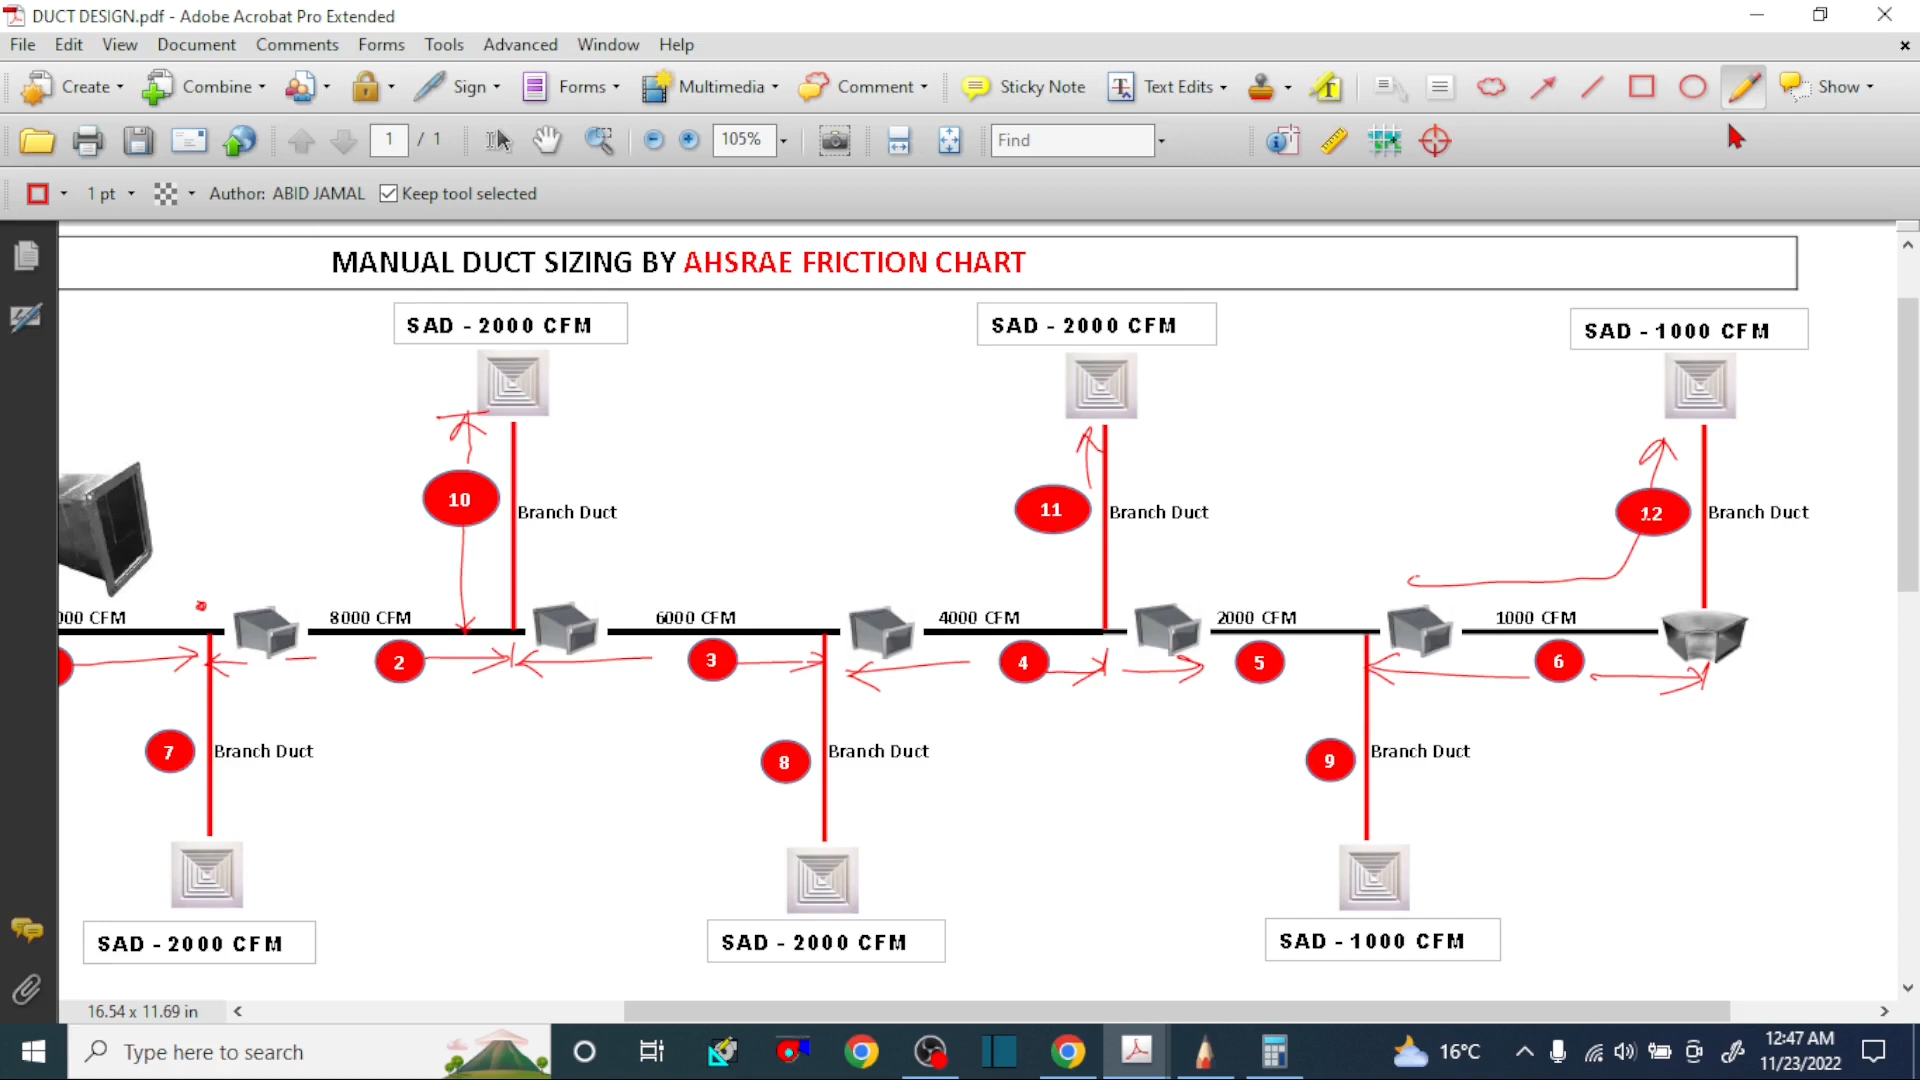 DUCT DESIGN.pdf - Adobe Acrobat Pro Extended
File Edit View Document Comments Forms Tools Advanced Window Help
Create Combine Sign Forms Multimedia Comment Sticky Note Text Edits Show
1 / 1 105% Find
1 pt Author: ABID JAMAL Keep tool selected
MANUAL DUCT SIZING BY AHSRAE FRICTION CHART
SAD - 2000 CFM SAD - 2000 CFM SAD - 1000 CFM
10 Branch Duct 11 Branch Duct 12 Branch Duct
00 CFM 8000 CFM 6000 CFM 4000 CFM 2000 CFM 1000 CFM
2 3 4 5 6
7 Branch Duct 8 Branch Duct 9 Branch Duct
SAD - 2000 CFM SAD - 2000 CFM SAD - 1000 CFM
16.54 x 11.69 in
Type here to search 16°C 12:47 AM
11/23/2022